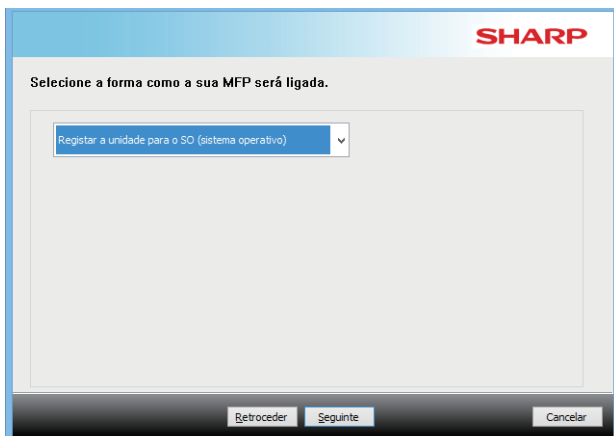 SHARP
Selecione a forma como a sua MFP será ligada.
Registar a unidade para o SO (sistema operativo)
Retroceder
Seguinte
Cancelar